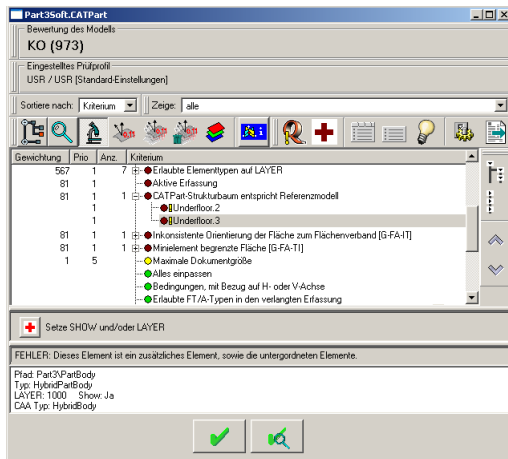 Part3Soft.CATPart
Bewertung des Modells
KO (973)
Eingestelltes Prüfprofil
USR / USR [Standard-Einstellungen]
Sortiere nach: Kriterium Zeige: alle
Gewichtung Prio Anz. Kriterium
567 1 7 Erlaubte Elementtypen auf LAYER
81 1 Aktive Erfassung
81 1 1 CATPart-Strukturbaum entspricht Referenzmodell
1 Underfloor.2
1 Underfloor.3
81 1 1 Inkonsistente Orientierung der Fläche zum Flächenverband [G-FA-IT]
81 1 1 Minielement begrenzte Fläche [G-FA-TI]
1 5 Maximale Dokumentgröße
Alles einpassen
Bedingungen, mit Bezug auf H- oder V-Achse
Erlaubte FT/A-Typen in den verlangten Erfassung
Setze SHOW und/oder LAYER
FEHLER: Dieses Element ist ein zusätzliches Element, sowie die untergordneten Elemente.
Pfad: Part3\PartBody
Typ: HybridPartBody
LAYER: 1000 Show: Ja
CAA Typ: HybridBody